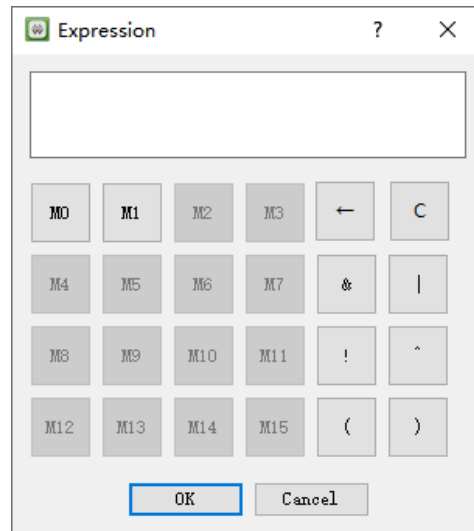 Expression ? ×
M0 M1 M2 M3 ← C
M4 M5 M6 M7 & |
M8 M9 M10 M11 ! ^
M12 M13 M14 M15 ( )
OK Cancel